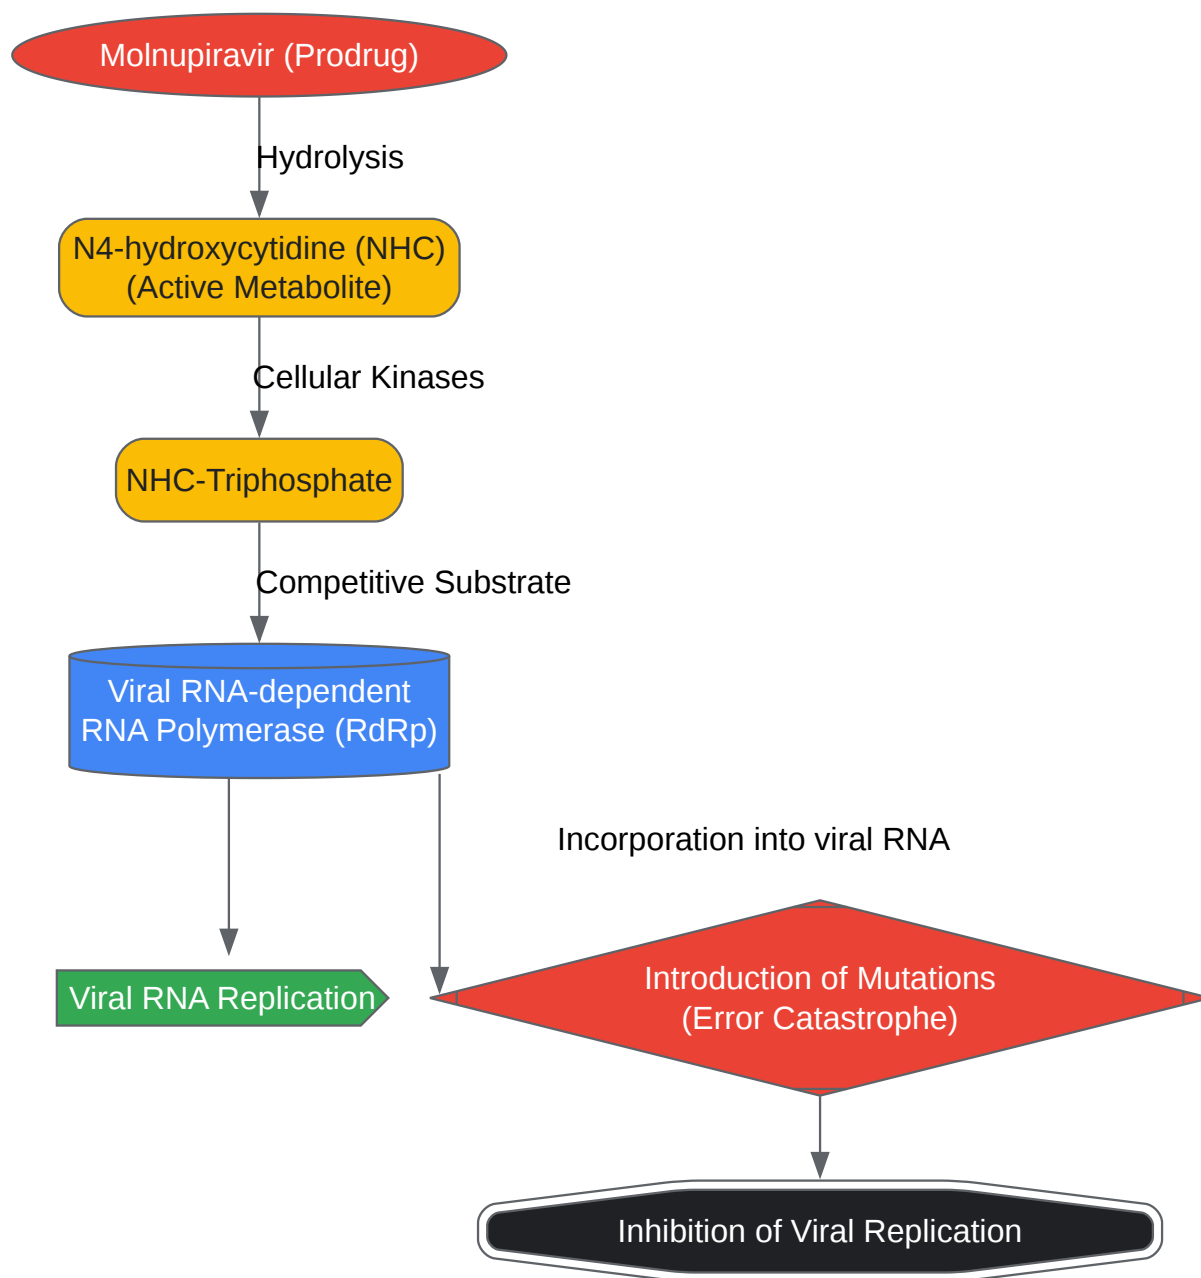 Molnupiravir (Prodrug)
Hydrolysis
N4-hydroxycytidine (NHC)
(Active Metabolite)
Cellular Kinases
NHC-Triphosphate
Competitive Substrate
Viral RNA-dependent
RNA Polymerase (RdRp)
Incorporation into viral RNA
Viral RNA Replication
Introduction of Mutations
(Error Catastrophe)
Inhibition of Viral Replication